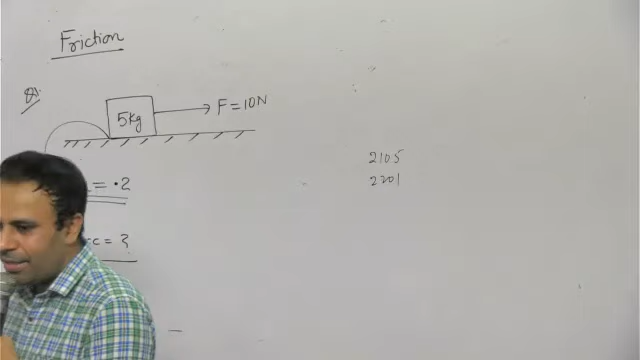 Friction
Q)
5Kg
F = 10N
= .2
= ?
2105
2201